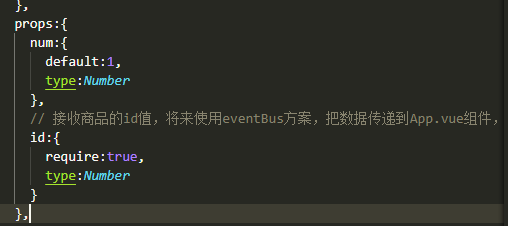 },
props:{
num:{
default:1,
type:Number
},
// 接收商品的id值，将来使用eventBus方案，把数据传递到App.vue组件，
id:{
require:true,
type:Number
}
},